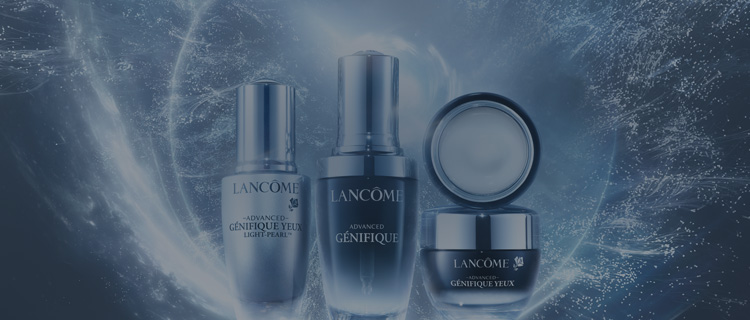 LANCÔME
-ADVANCED-
GÉNIFIQUE YEUX
LIGHT-PEARL™
LANCÔME
ADVANCED
GÉNIFIQUE
LANCÔME
-ADVANCED-
GÉNIFIQUE YEUX